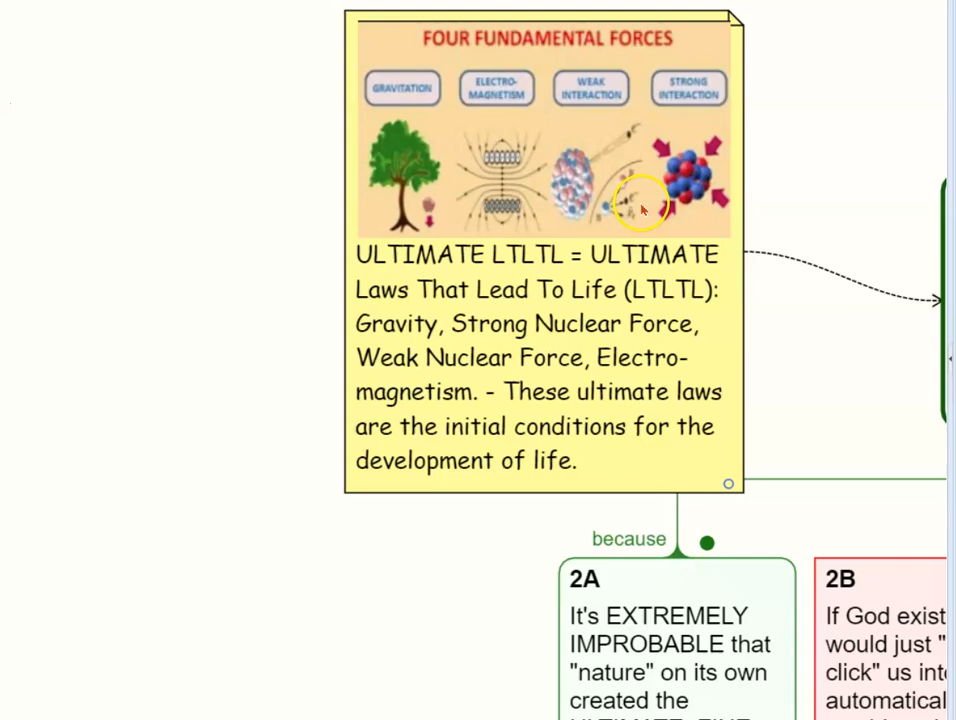 FOUR FUNDAMENTAL FORCES
GRAVITATION
ELECTRO-
MAGNETISM
WEAK
INTERACTION
STRONG
INTERACTION
ULTIMATE LTLTL = ULTIMATE
Laws That Lead To Life (LTLTL):
Gravity, Strong Nuclear Force,
Weak Nuclear Force, Electro-
magnetism. - These ultimate laws
are the initial conditions for the
development of life.
because
2A
It's EXTREMELY
IMPROBABLE that
"nature" on its own
created the
2B
If God exist
would just "
click" us into
automatical